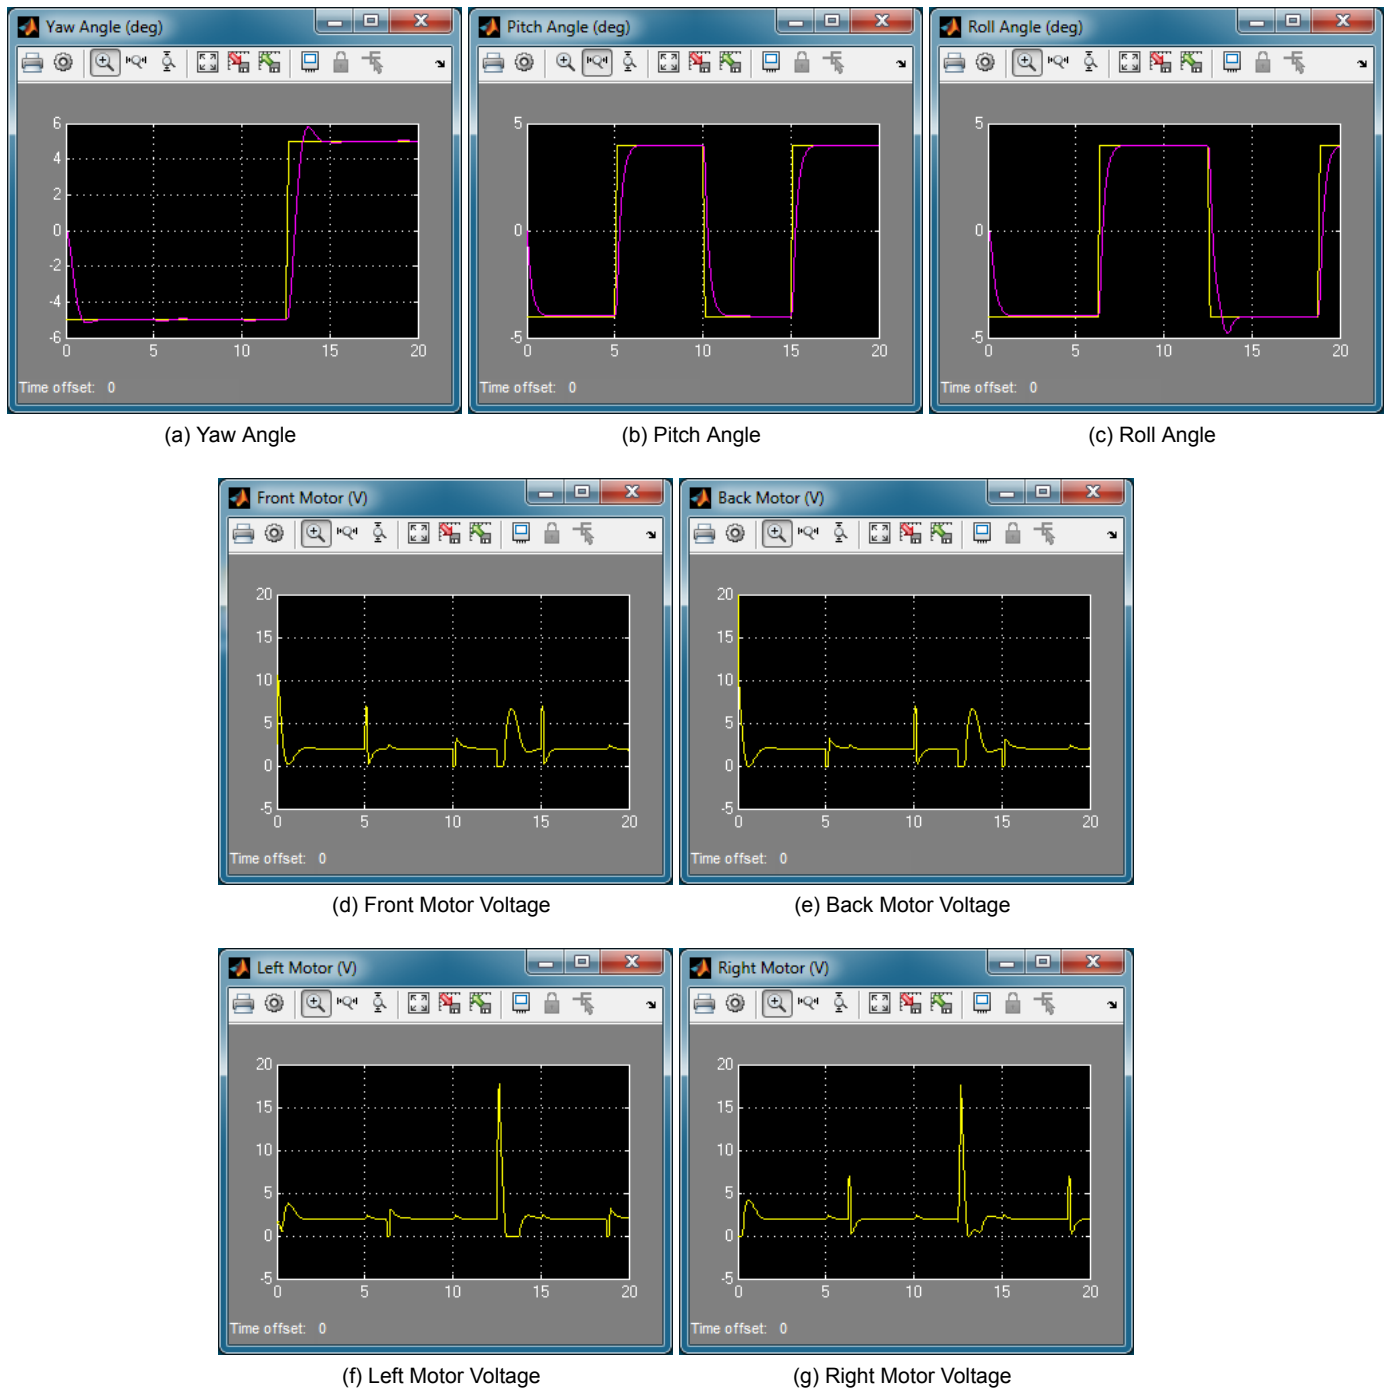 Yaw Angle (deg)
Pitch Angle (deg)
Roll Angle (deg)
6
4
2
0
-2
-4
-6
0 5 10 15 20
Time offset: 0
5
0
-5
0 5 10 15 20
Time offset: 0
5
0
-5
0 5 10 15 20
Time offset: 0
(a) Yaw Angle
(b) Pitch Angle
(c) Roll Angle
Front Motor (V)
Back Motor (V)
20
15
10
5
0
-5
0 5 10 15 20
Time offset: 0
20
15
10
5
0
-5
0 5 10 15 20
Time offset: 0
(d) Front Motor Voltage
(e) Back Motor Voltage
Left Motor (V)
Right Motor (V)
20
15
10
5
0
-5
0 5 10 15 20
Time offset: 0
20
15
10
5
0
-5
0 5 10 15 20
Time offset: 0
(f) Left Motor Voltage
(g) Right Motor Voltage